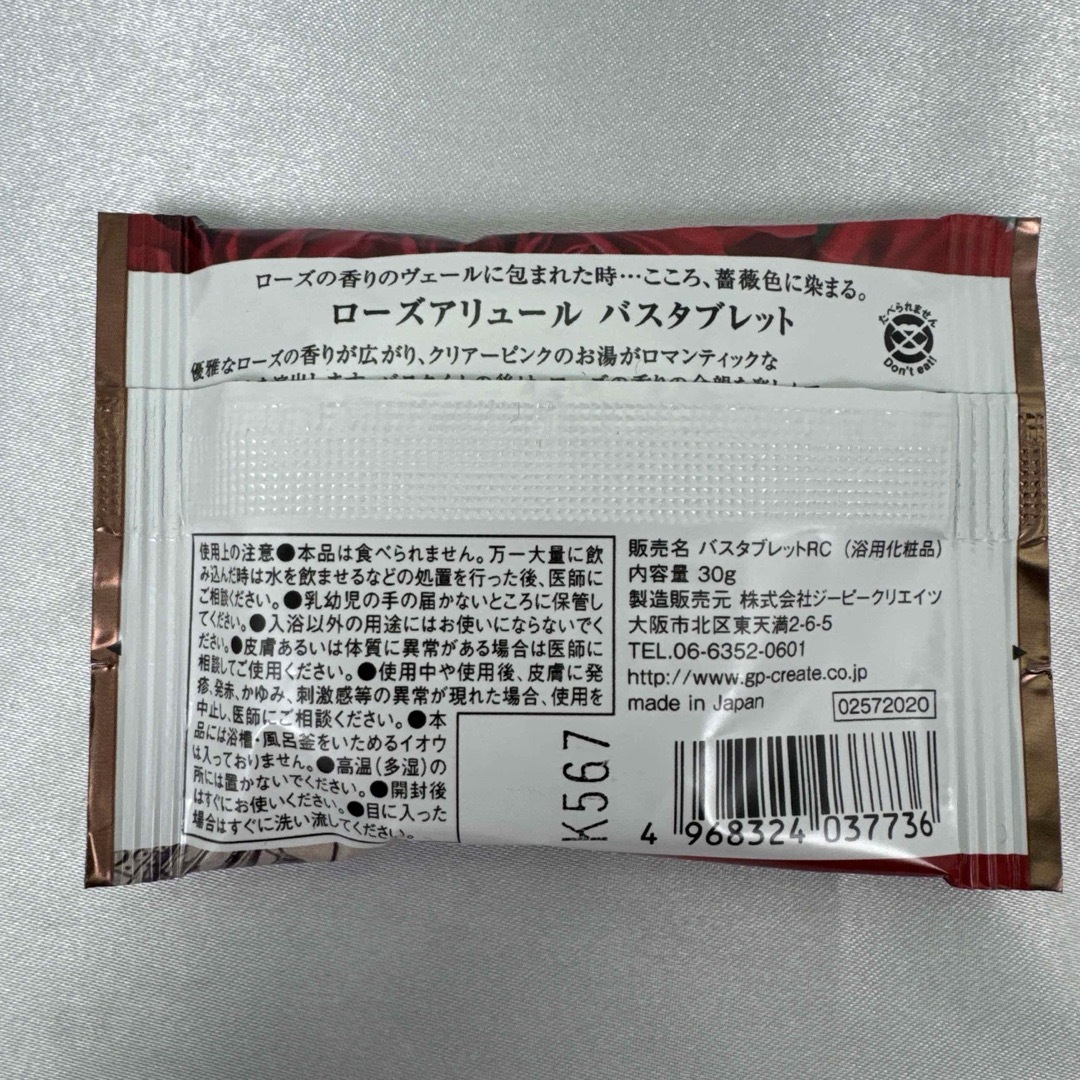 ローズの香りのヴェールに包まれた時…こころ、薔薇色に染まる。
ローズアリュール バスタブレット
たべられません
Don't eat!
優雅なローズの香りが広がり、クリアーピンクのお湯がロマンティックな
使用上の注意●本品は食べられません。万一大量に飲
み込んだ時は水を飲ませるなどの処置を行った後、医師に
ご相談ください。●乳幼児の手の届かないところに保管し
てください。●入浴以外の用途にはお使いにならないでく
ださい。●皮膚あるいは体質に異常がある場合は医師に
相談してご使用ください。●使用中や使用後、皮膚に発
疹、発赤、かゆみ、刺激感等の異常が現れた場合、使用を
中止し、医師にご相談ください。●本
品には浴槽・風呂釜をいためるイオウ
は入っておりません。●高温(多湿)の
所には置かないでください。●開封後
はすぐにお使いください。●目に入った
場合はすぐに洗い流してください。
販売名 バスタブレットRC (浴用化粧品)
内容量 30g
製造販売元 株式会社ジーピークリエイツ
大阪市北区東天満2-6-5
TEL.06-6352-0601
http://www.gp-create.co.jp
made in Japan
02572020
K567
4 968324 037736